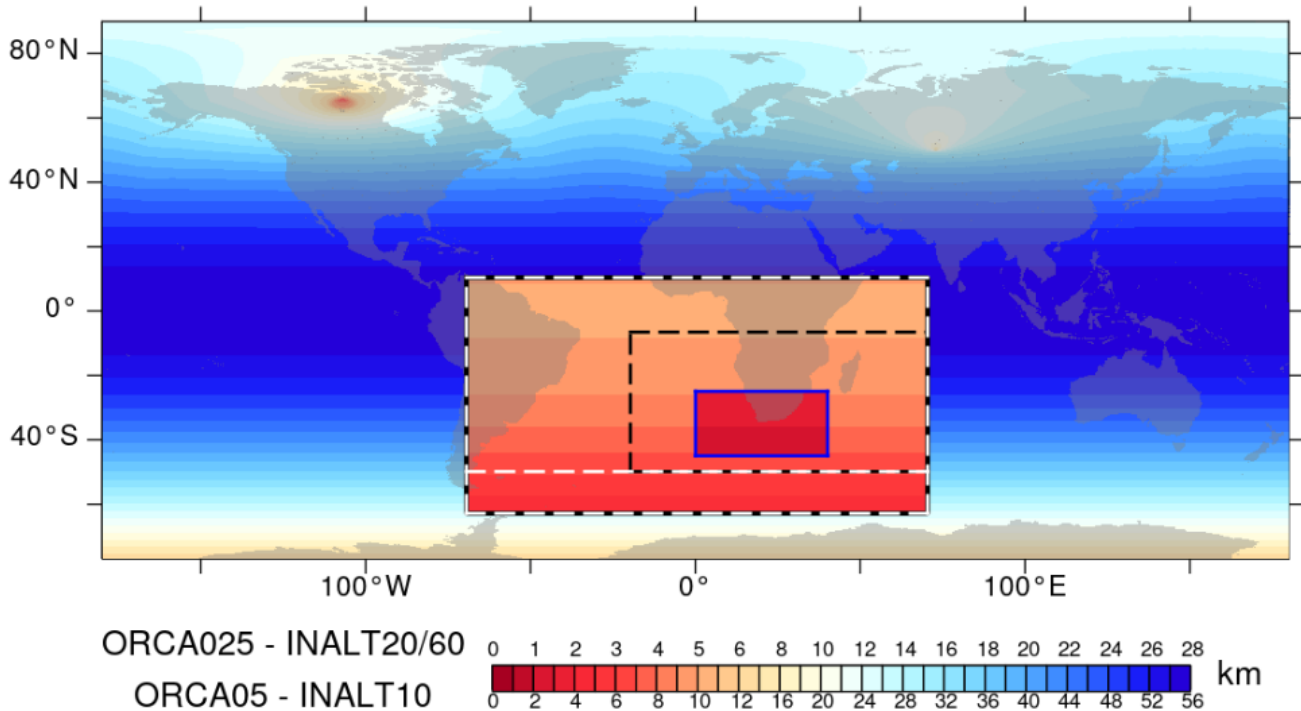 80°N
40°N
0°
40°S
100°W 0° 100°E
ORCA025 - INALT20/60 0 1 2 3 4 5 6 8 10 12 14 16 18 20 22 24 26 28
km
ORCA05 - INALT10 0 2 4 6 8 10 12 16 20 24 28 32 36 40 44 48 52 56